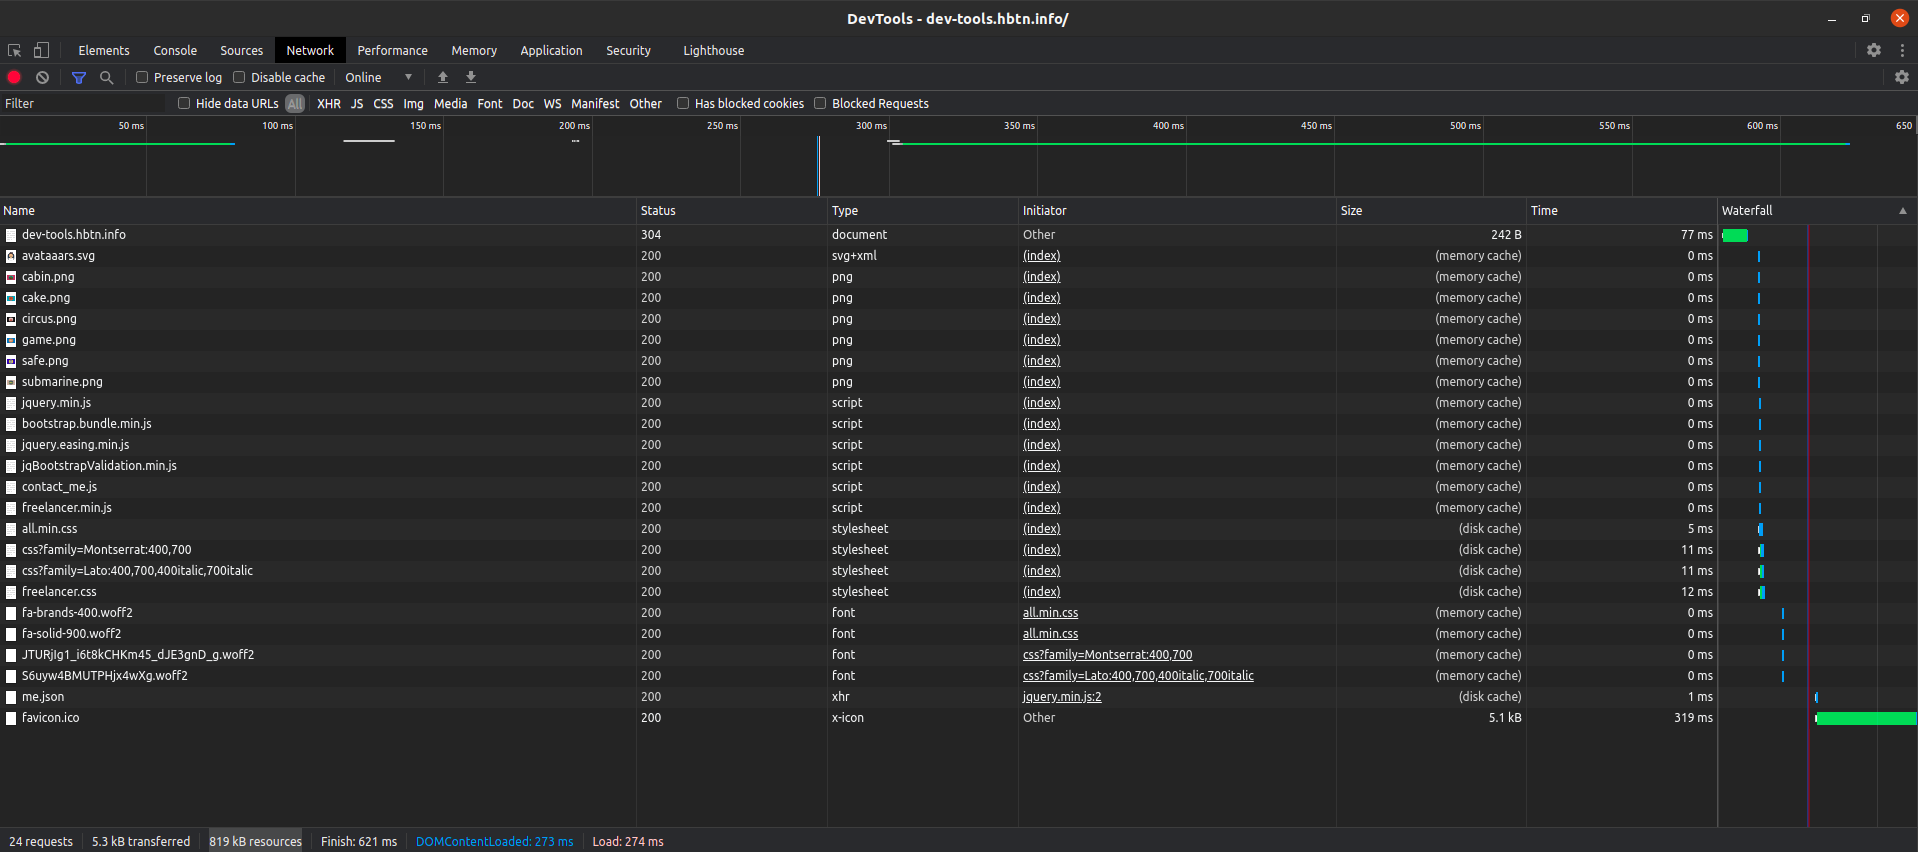 DevTools - dev-tools.hbtn.info/
Elements Console Sources Network Performance Memory Application Security Lighthouse
Preserve log Disable cache Online
Filter Hide data URLs All XHR JS CSS Img Media Font Doc WS Manifest Other Has blocked cookies Blocked Requests
50 ms 100 ms 150 ms 200 ms 250 ms 300 ms 350 ms 400 ms 450 ms 500 ms 550 ms 600 ms 650
Name Status Type Initiator Size Time Waterfall
dev-tools.hbtn.info 304 document Other 242 B 77 ms
avataaars.svg 200 svg+xml (index) (memory cache) 0 ms
cabin.png 200 png (index) (memory cache) 0 ms
cake.png 200 png (index) (memory cache) 0 ms
circus.png 200 png (index) (memory cache) 0 ms
game.png 200 png (index) (memory cache) 0 ms
safe.png 200 png (index) (memory cache) 0 ms
submarine.png 200 png (index) (memory cache) 0 ms
jquery.min.js 200 script (index) (memory cache) 0 ms
bootstrap.bundle.min.js 200 script (index) (memory cache) 0 ms
jquery.easing.min.js 200 script (index) (memory cache) 0 ms
jqBootstrapValidation.min.js 200 script (index) (memory cache) 0 ms
contact_me.js 200 script (index) (memory cache) 0 ms
freelancer.min.js 200 script (index) (memory cache) 0 ms
all.min.css 200 stylesheet (index) (disk cache) 5 ms
css?family=Montserrat:400,700 200 stylesheet (index) (disk cache) 11 ms
css?family=Lato:400,700,400italic,700italic 200 stylesheet (index) (disk cache) 11 ms
freelancer.css 200 stylesheet (index) (disk cache) 12 ms
fa-brands-400.woff2 200 font all.min.css (memory cache) 0 ms
fa-solid-900.woff2 200 font all.min.css (memory cache) 0 ms
JTURjIg1_i6t8kCHKm45_dJE3gnD_g.woff2 200 font css?family=Montserrat:400,700 (memory cache) 0 ms
S6uyw4BMUTPHjx4wXg.woff2 200 font css?family=Lato:400,700,400italic,700italic (memory cache) 0 ms
me.json 200 xhr jquery.min.js:2 (disk cache) 1 ms
favicon.ico 200 x-icon Other 5.1 kB 319 ms
24 requests 5.3 kB transferred 819 kB resources Finish: 621 ms DOMContentLoaded: 273 ms Load: 274 ms